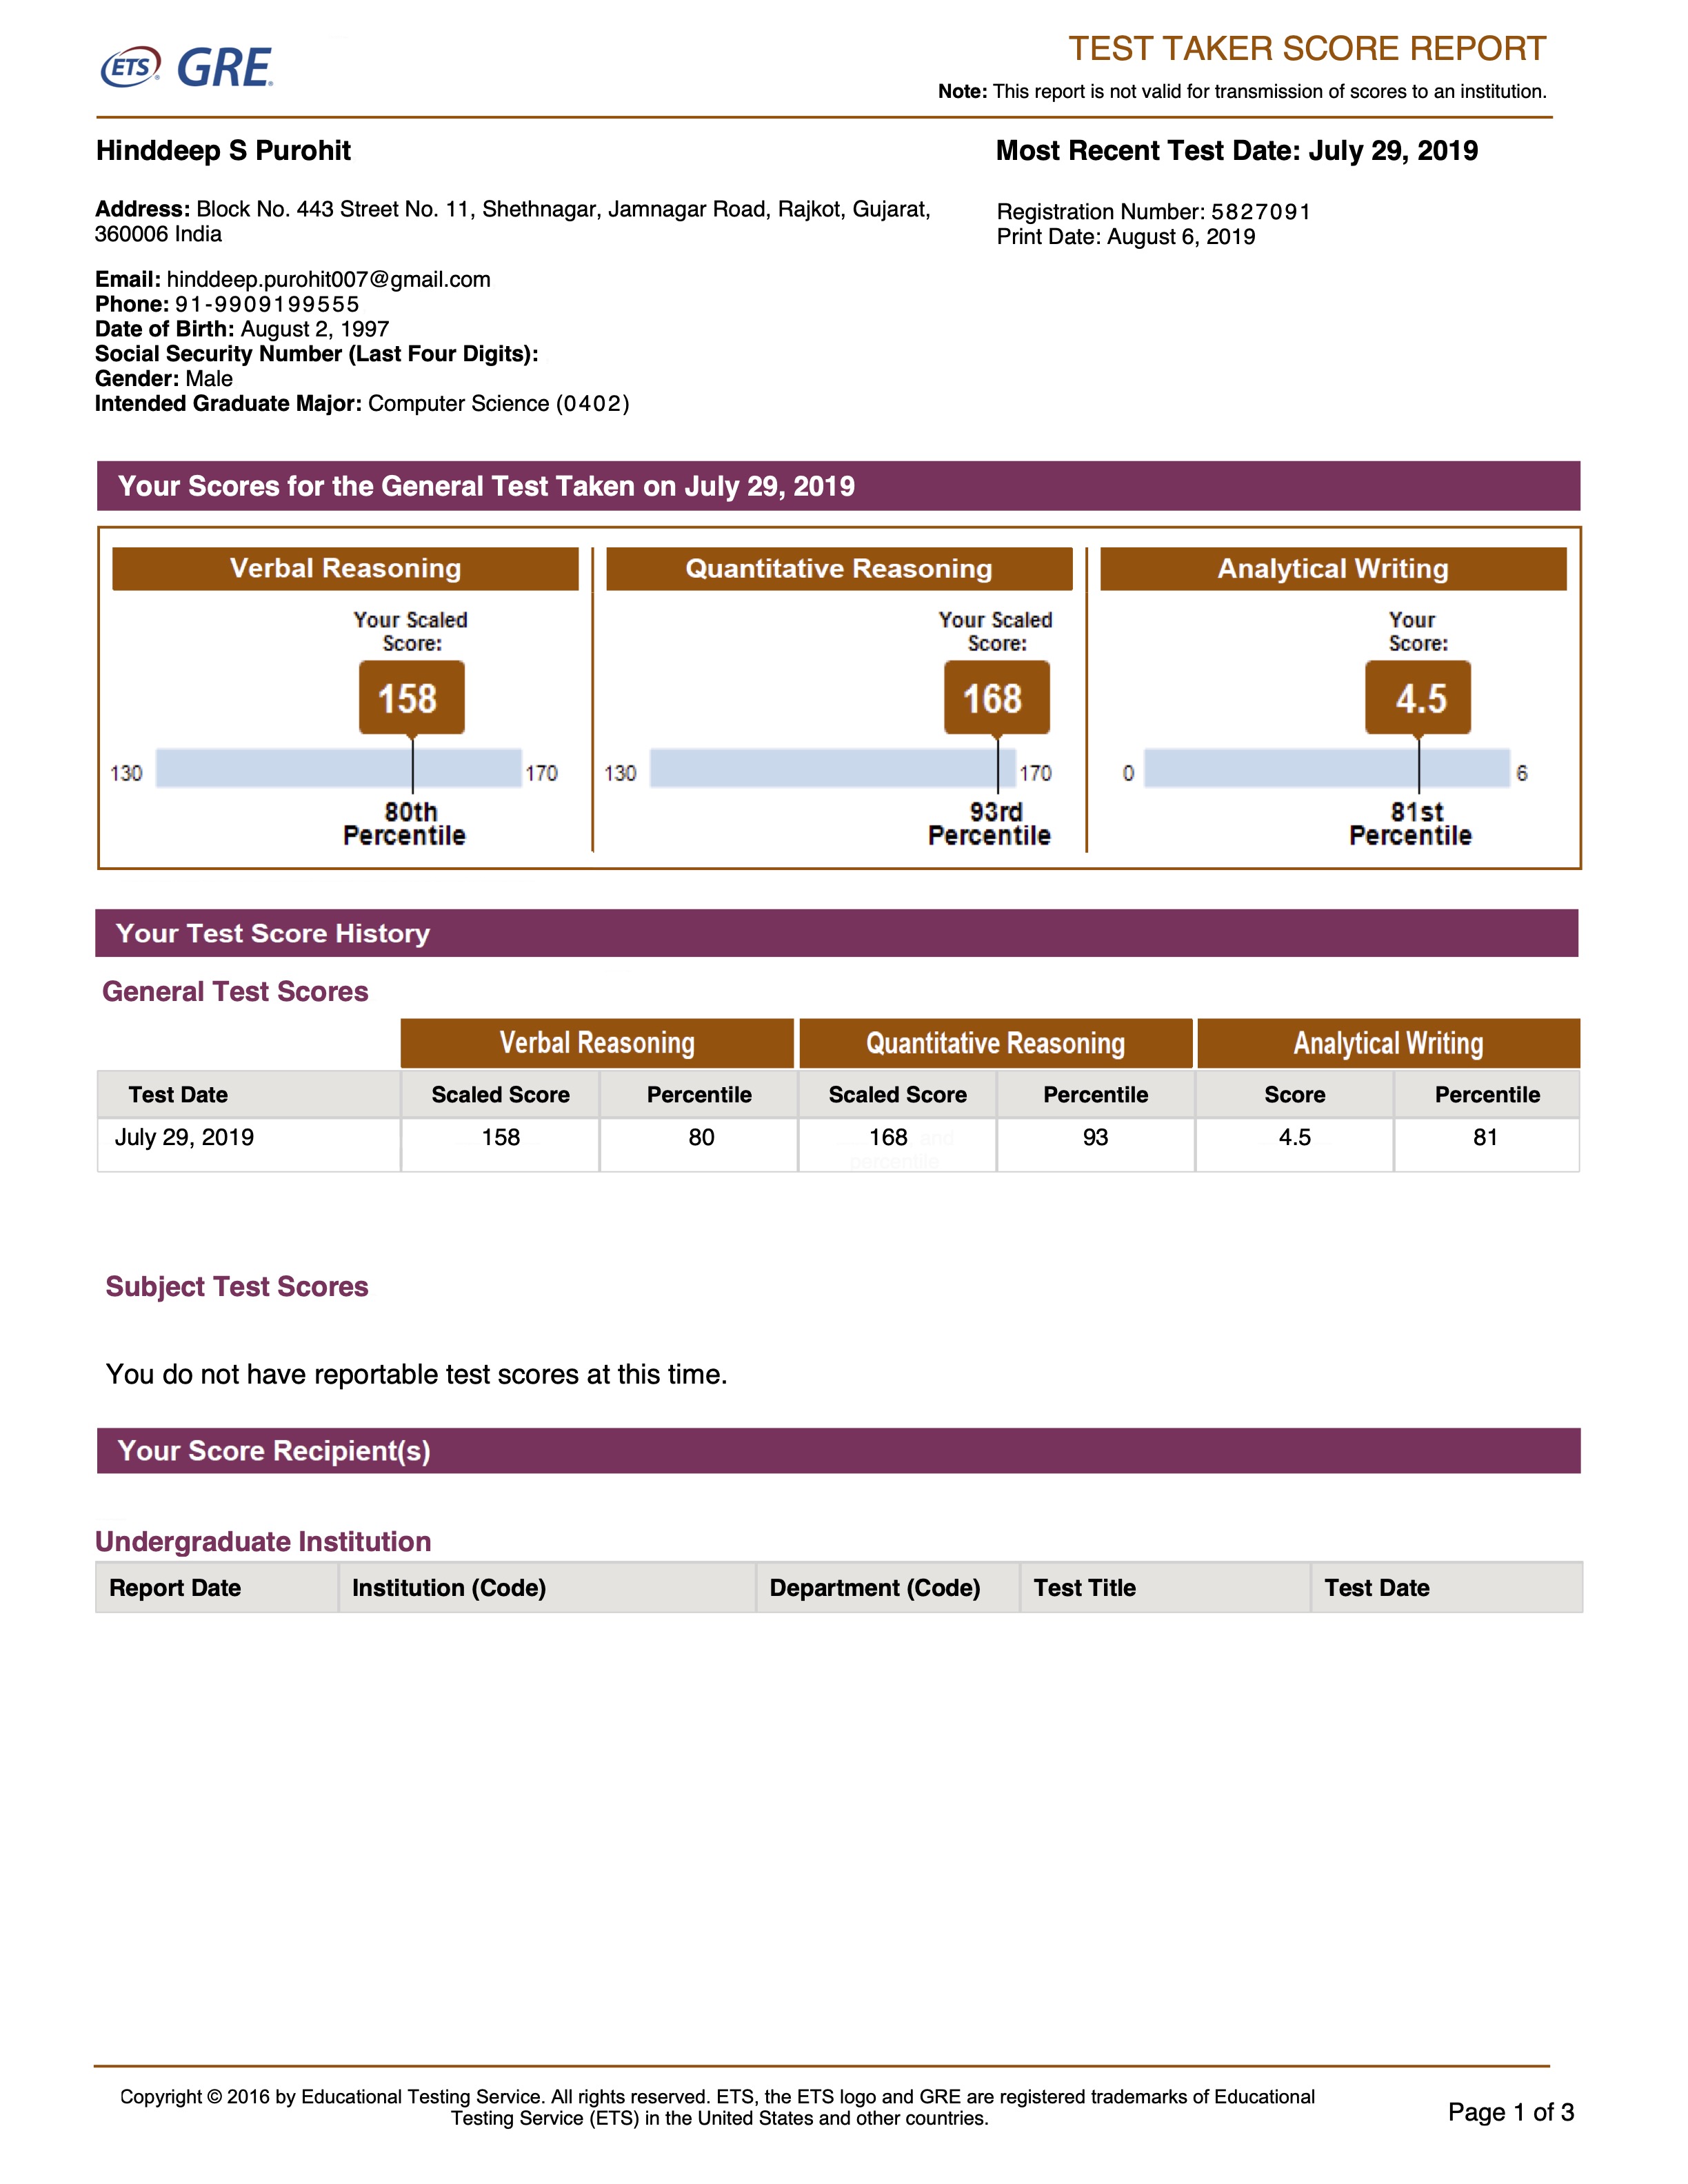 ETS® GRE®
TEST TAKER SCORE REPORT
Note: This report is not valid for transmission of scores to an institution.
Hinddeep S Purohit
Most Recent Test Date: July 29, 2019
Address: Block No. 443 Street No. 11, Shethnagar, Jamnagar Road, Rajkot, Gujarat,
360006 India
Registration Number: 5827091
Print Date: August 6, 2019
Email: hinddeep.purohit007@gmail.com
Phone: 91-9909199555
Date of Birth: August 2, 1997
Social Security Number (Last Four Digits):
Gender: Male
Intended Graduate Major: Computer Science (0402)
Your Scores for the General Test Taken on July 29, 2019
Verbal Reasoning
Your Scaled
Score:
158
130 170
80th
Percentile
Quantitative Reasoning
Your Scaled
Score:
168
130 170
93rd
Percentile
Analytical Writing
Your
Score:
4.5
0 6
81st
Percentile
Your Test Score History
General Test Scores
Verbal Reasoning Quantitative Reasoning Analytical Writing
Test Date Scaled Score Percentile Scaled Score Percentile Score Percentile
July 29, 2019 158 80 168 and 93 4.5 81
percentile
Subject Test Scores
You do not have reportable test scores at this time.
Your Score Recipient(s)
Undergraduate Institution
Report Date Institution (Code) Department (Code) Test Title Test Date
Copyright © 2016 by Educational Testing Service. All rights reserved. ETS, the ETS logo and GRE are registered trademarks of Educational
Testing Service (ETS) in the United States and other countries.
Page 1 of 3